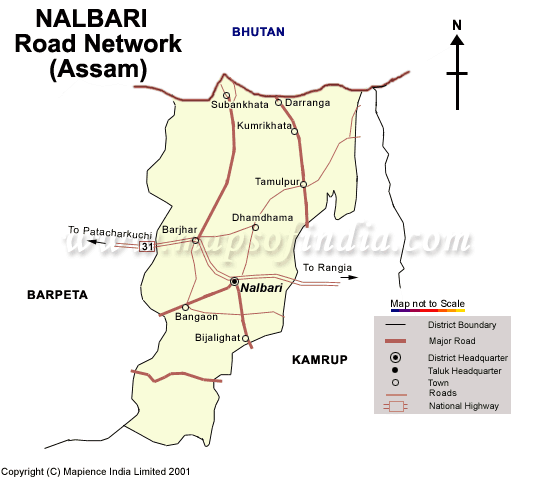 NALBARI
Road Network
(Assam)
BHUTAN
N
Subankhata
Darranga
Kumrikhata
Tamulpur
Dhamdhama
To Patacharkuchi
Barjhar
31
www.mapsofindia.com
To Rangia
Nalbari
BARPETA
Bangaon
Bijalighat
KAMRUP
Map not to Scale
District Boundary
Major Road
District Headquarter
Taluk Headquarter
Town
Roads
National Highway
Copyright (C) Mapience India Limited 2001